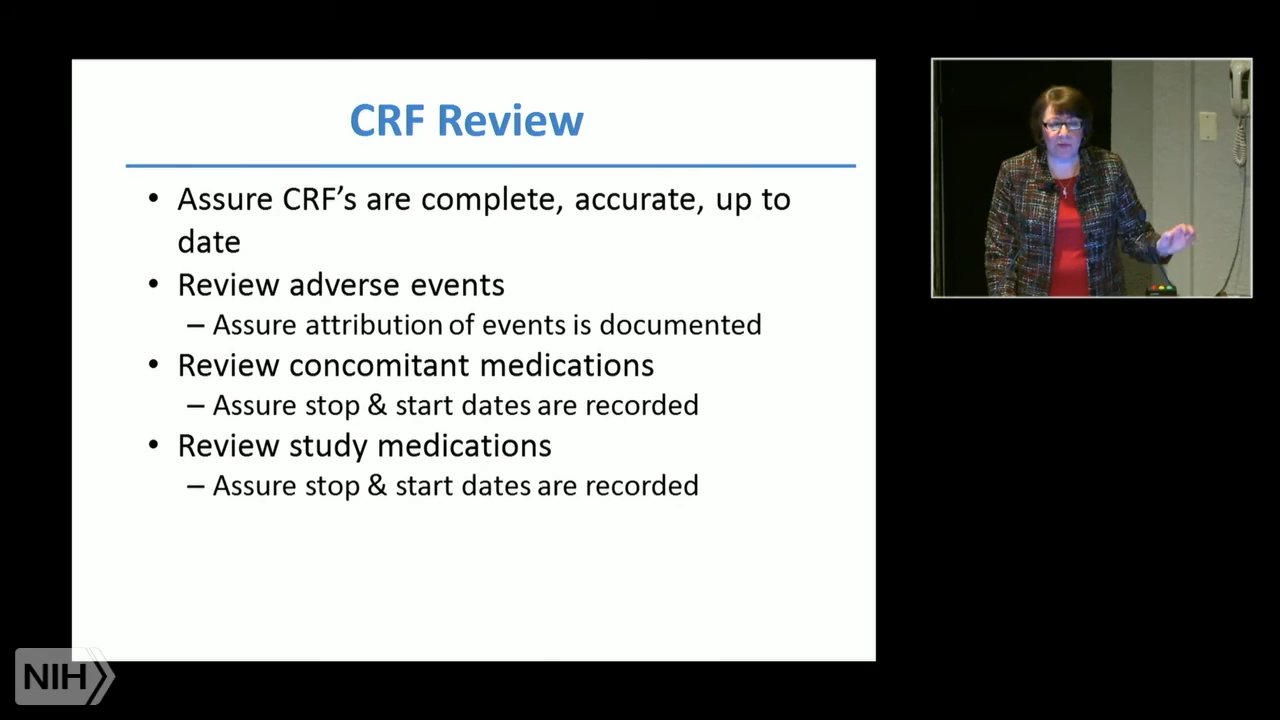 CRF Review
• Assure CRF's are complete, accurate, up to
date
• Review adverse events
– Assure attribution of events is documented
• Review concomitant medications
– Assure stop & start dates are recorded
• Review study medications
– Assure stop & start dates are recorded
NIH